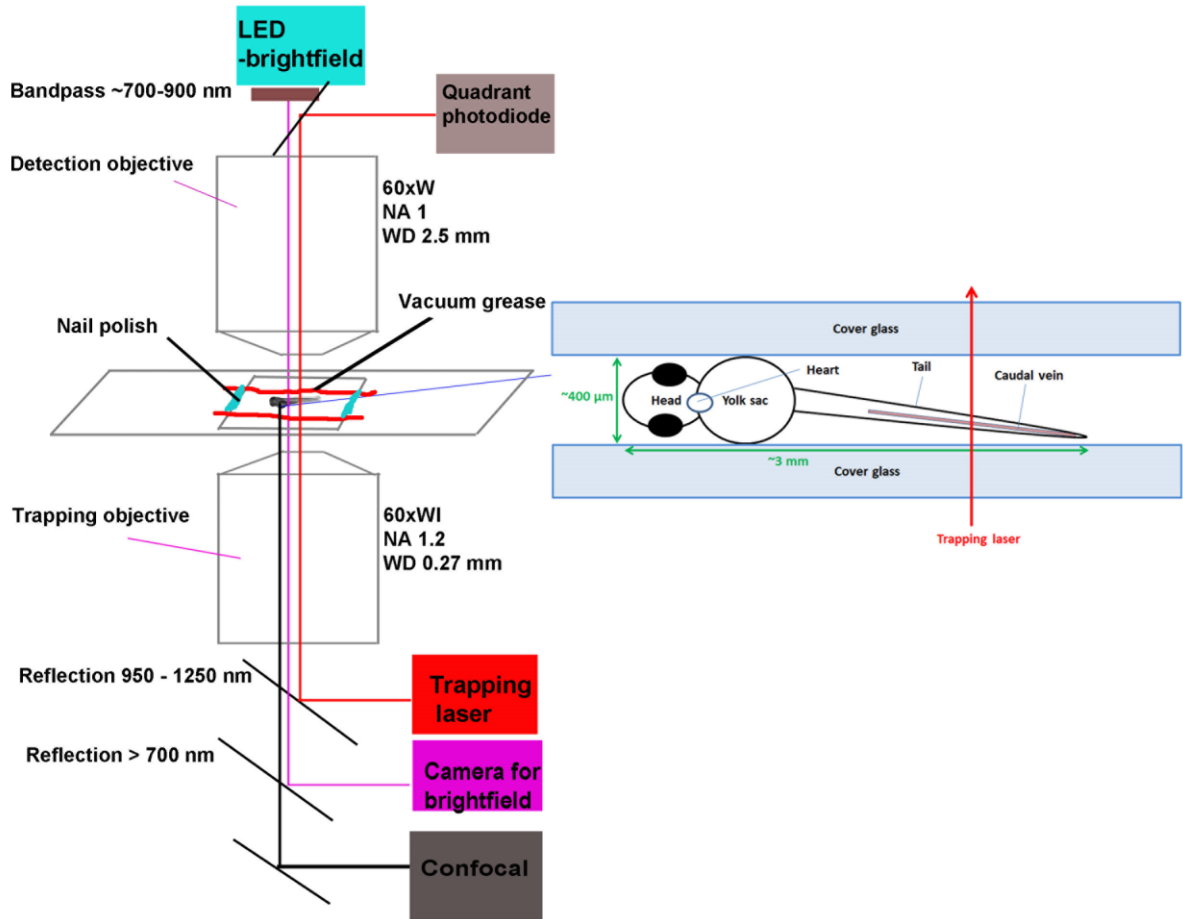 LED
-brightfield
Bandpass ~700-900 nm
Quadrant
photodiode
Detection objective
60xW
NA 1
WD 2.5 mm
Vacuum grease
Nail polish
Trapping objective
60xWI
NA 1.2
WD 0.27 mm
Reflection 950 - 1250 nm
Trapping
laser
Reflection > 700 nm
Camera for
brightfield
Confocal
Cover glass
Heart
Tail
Caudal vein
~400 µm
Head
Yolk sac
~3 mm
Cover glass
Trapping laser